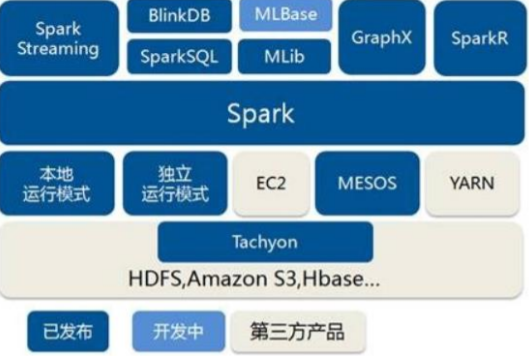 Spark
Streaming
BlinkDB
MLBase
SparkSQL
MLib
GraphX
SparkR
Spark
本地
运行模式
独立
运行模式
EC2
MESOS
YARN
Tachyon
HDFS,Amazon S3,Hbase...
已发布
开发中
第三方产品